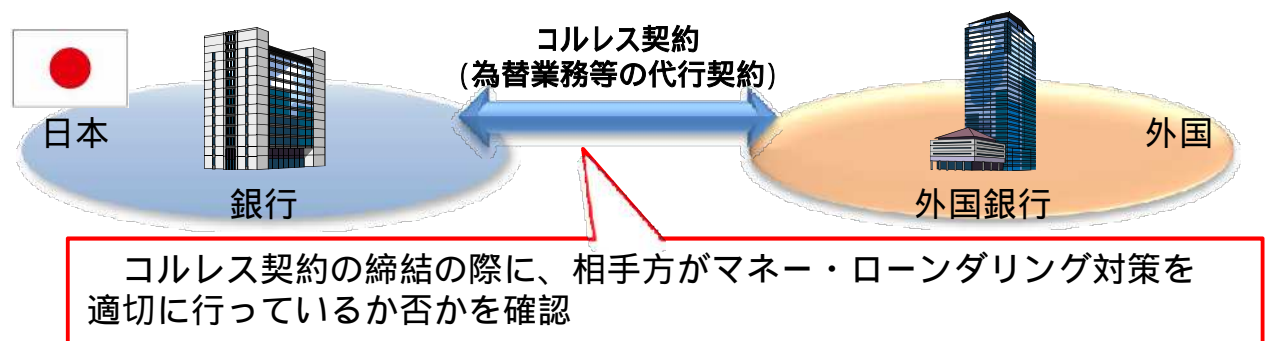 コルレス契約
(為替業務等の代行契約)
日本
外国
銀行
外国銀行
　コルレス契約の締結の際に、相手方がマネー・ローンダリング対策を
適切に行っているか否かを確認